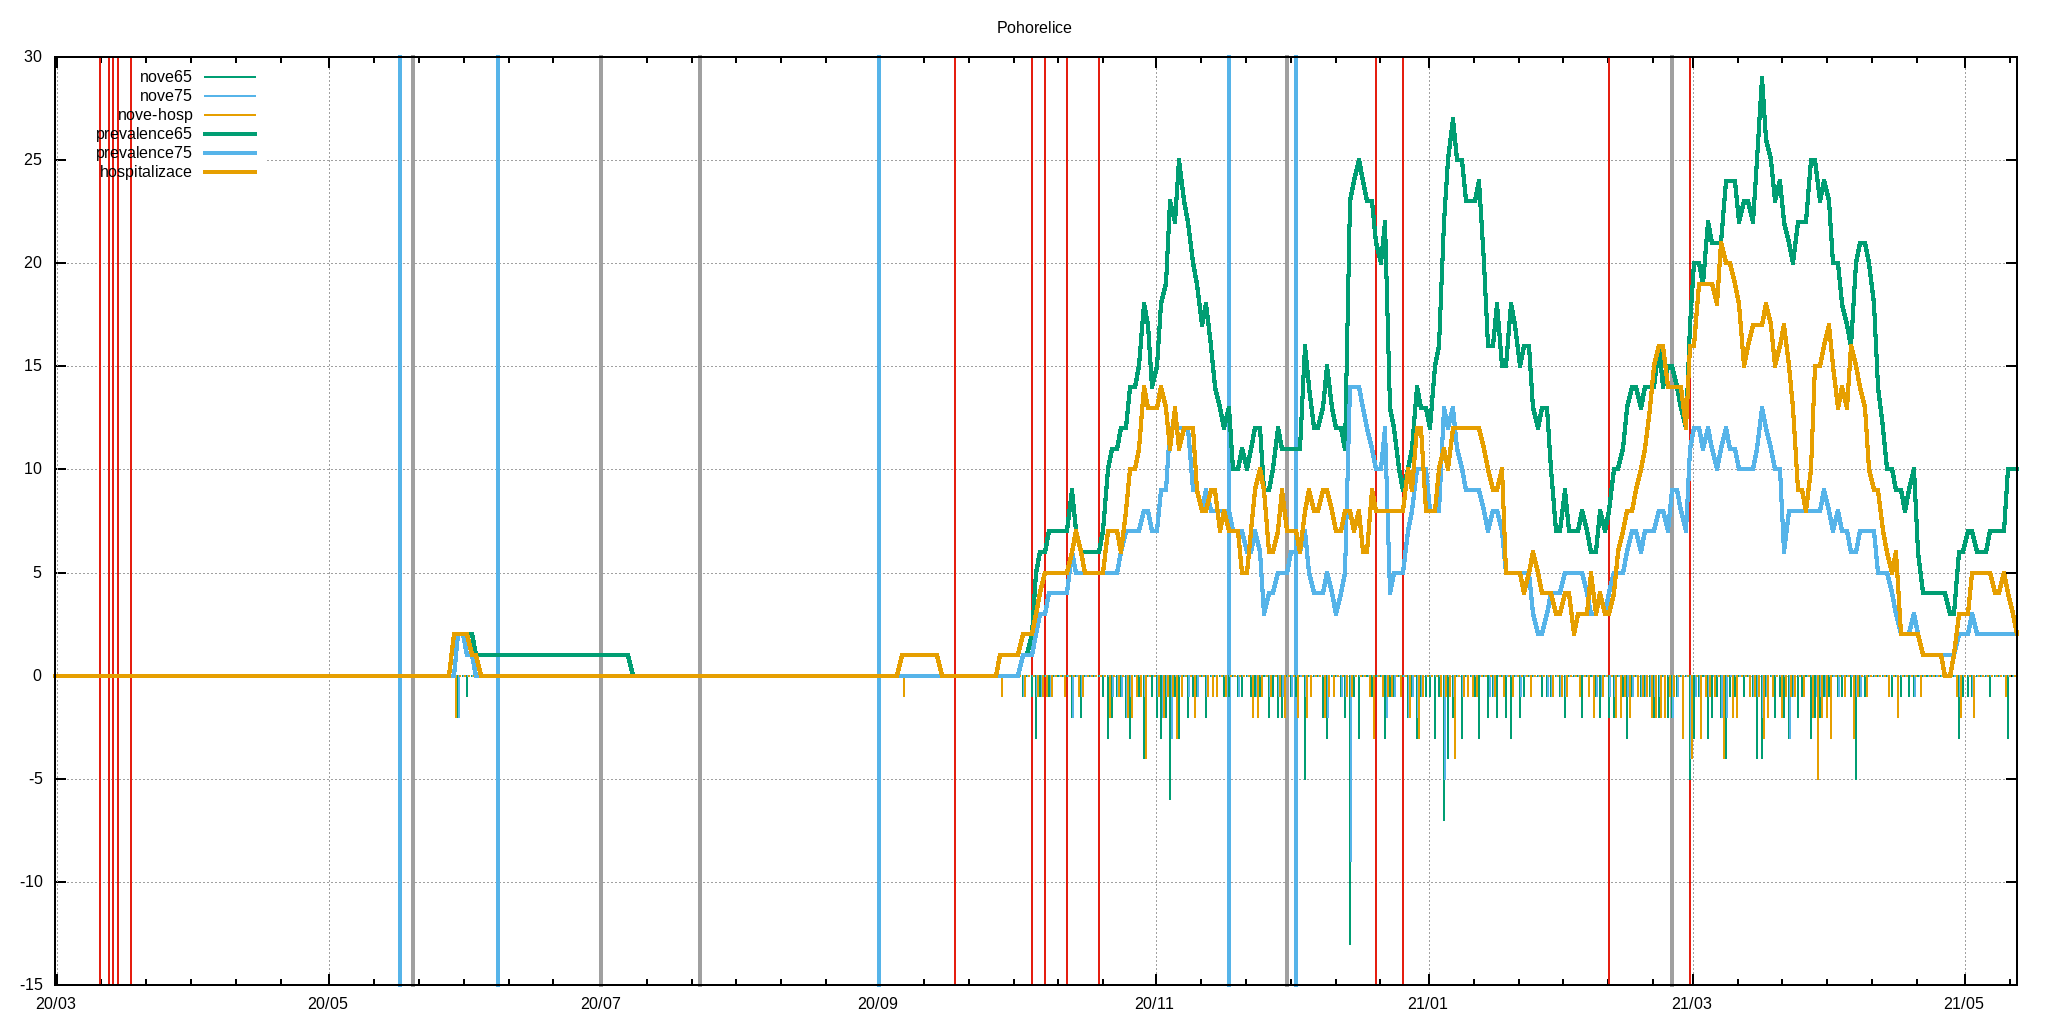 Pohorelice
30
nove65
nove75
nove-hosp
prevalence65
prevalence75
hospitalizace
25
20
15
10
5
0
-5
-10
-15
20/03 20/05 20/07 20/09 20/11 21/01 21/03 21/05